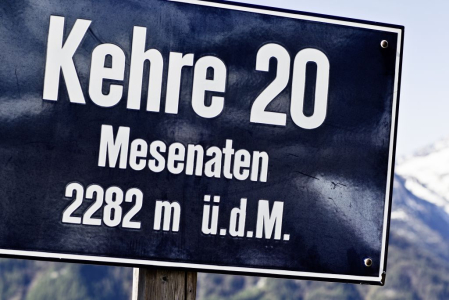 Kehre 20
Mesenaten
2282 m ü.d.M.